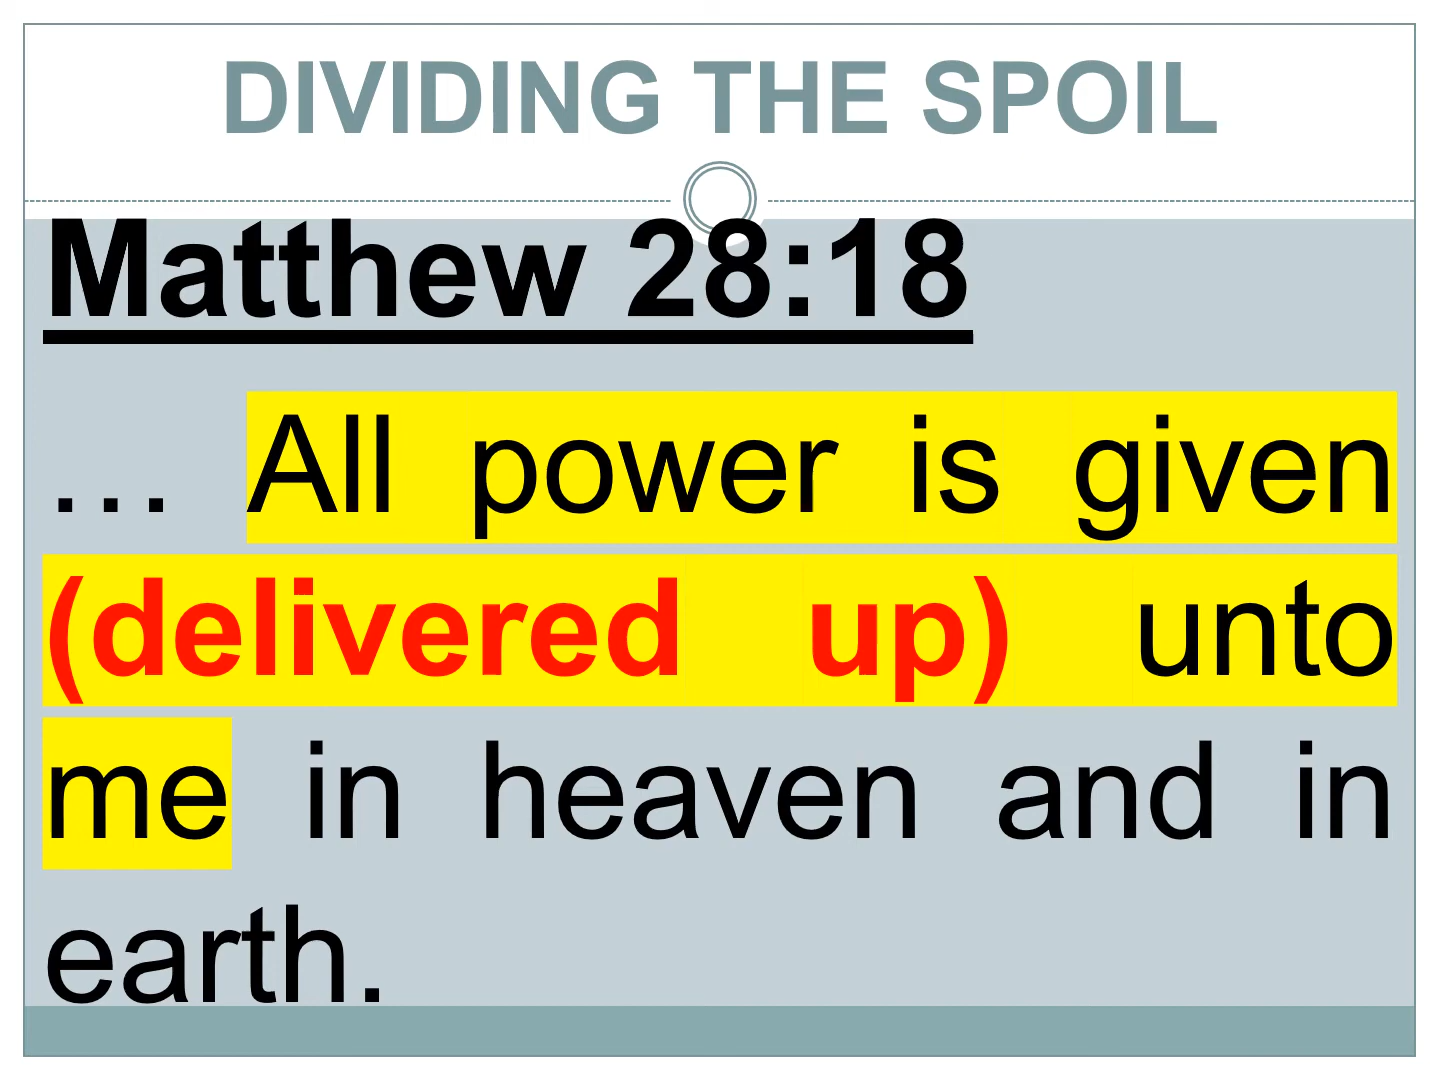 DIVIDING THE SPOIL
Matthew 28:18
… All power is given
(delivered up) unto
me in heaven and in
earth.